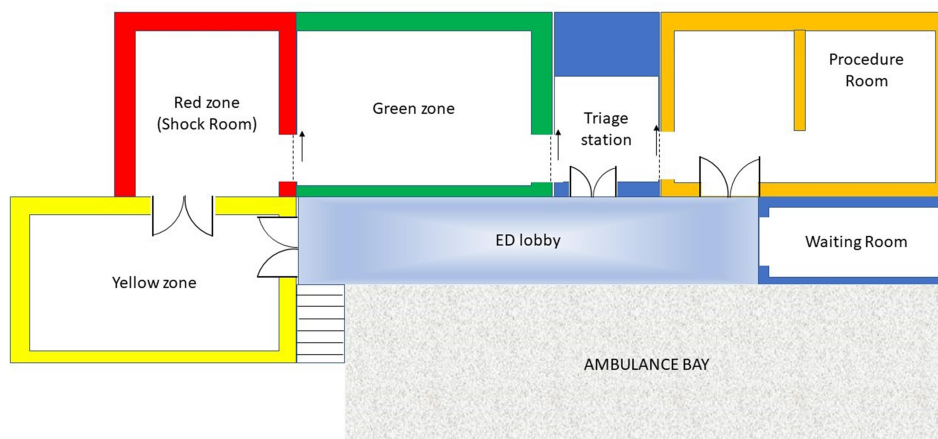 Procedure
Room
Red zone
(Shock Room)
Green zone
Triage
station
ED lobby
Waiting Room
Yellow zone
AMBULANCE BAY